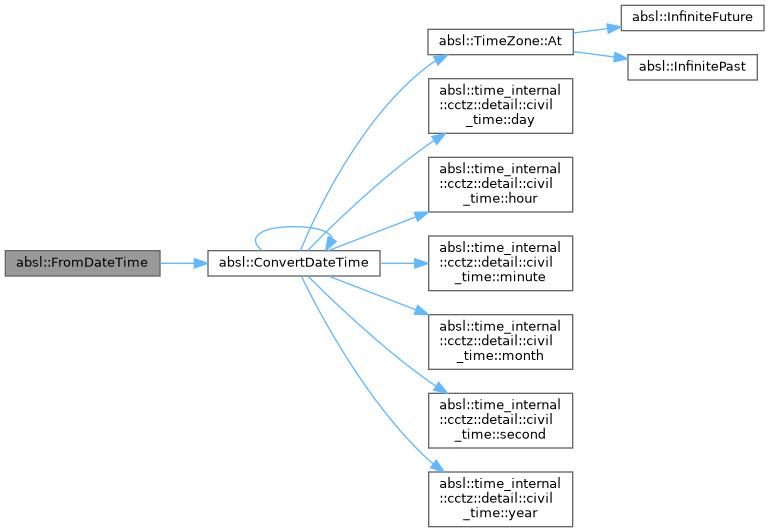 absl::FromDateTime
absl::ConvertDateTime
absl::TimeZone::At
absl::InfiniteFuture
absl::InfinitePast
absl::time_internal
::cctz::detail::civil
_time::day
absl::time_internal
::cctz::detail::civil
_time::hour
absl::time_internal
::cctz::detail::civil
_time::minute
absl::time_internal
::cctz::detail::civil
_time::month
absl::time_internal
::cctz::detail::civil
_time::second
absl::time_internal
::cctz::detail::civil
_time::year